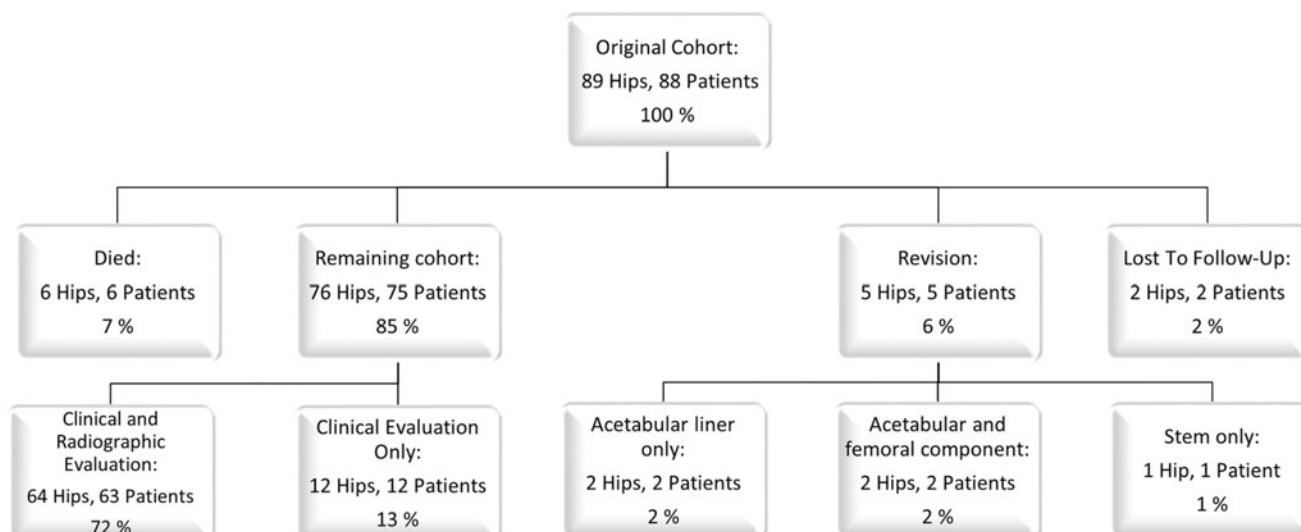 Original Cohort:
89 Hips, 88 Patients
100 %
Died:
6 Hips, 6 Patients
7 %
Remaining cohort:
76 Hips, 75 Patients
85 %
Revision:
5 Hips, 5 Patients
6 %
Lost To Follow-Up:
2 Hips, 2 Patients
2 %
Clinical and
Radiographic
Evaluation:
64 Hips, 63 Patients
72 %
Clinical Evaluation
Only:
12 Hips, 12 Patients
13 %
Acetabular liner
only:
2 Hips, 2 Patients
2 %
Acetabular and
femoral component:
2 Hips, 2 Patients
2 %
Stem only:
1 Hip, 1 Patient
1 %